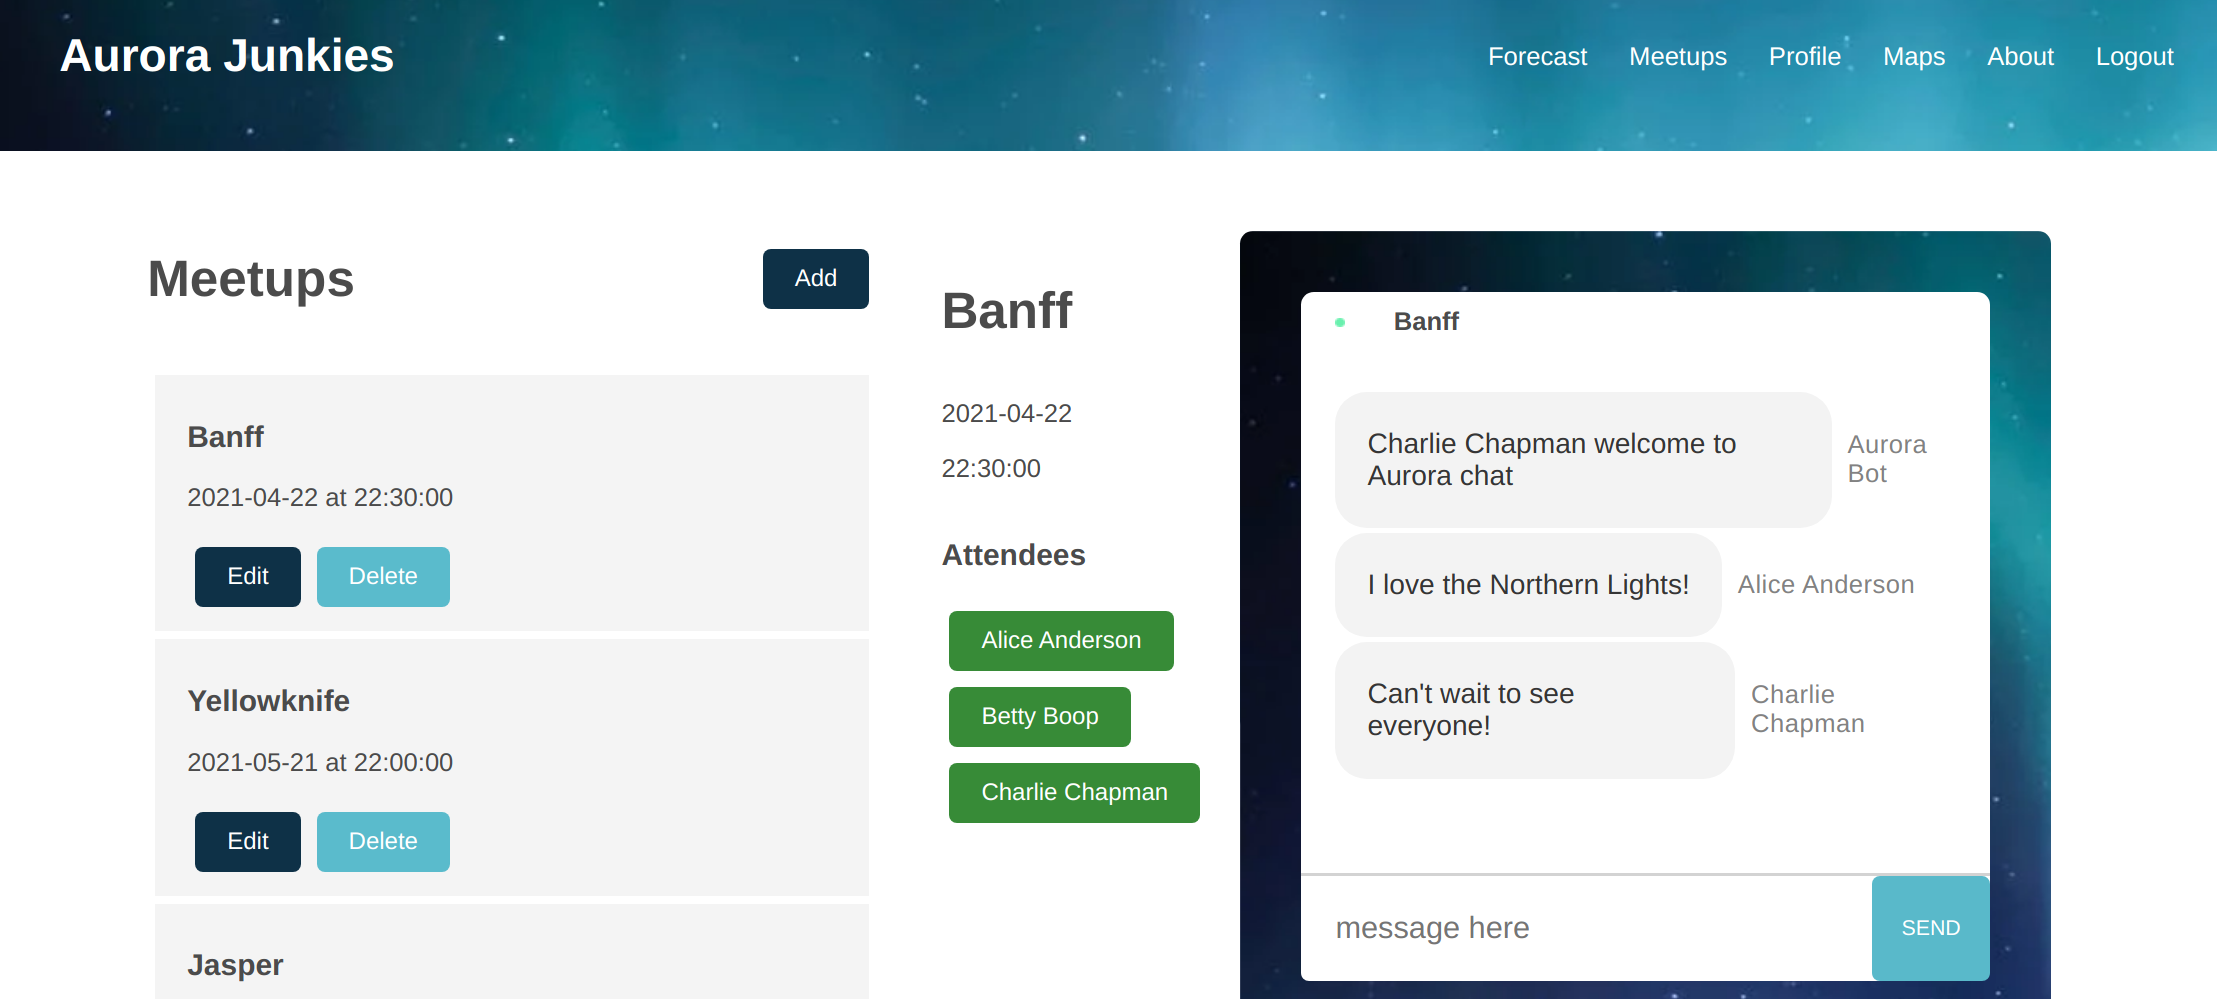 Aurora Junkies
Forecast Meetups Profile Maps About Logout
Meetups
Add
Banff
2021-04-22 at 22:30:00
Edit Delete
Yellowknife
2021-05-21 at 22:00:00
Edit Delete
Jasper
Banff
2021-04-22
22:30:00
Attendees
Alice Anderson
Betty Boop
Charlie Chapman
Banff
Charlie Chapman welcome to
Aurora chat
Aurora
Bot
I love the Northern Lights!
Alice Anderson
Can't wait to see
everyone!
Charlie
Chapman
message here
SEND